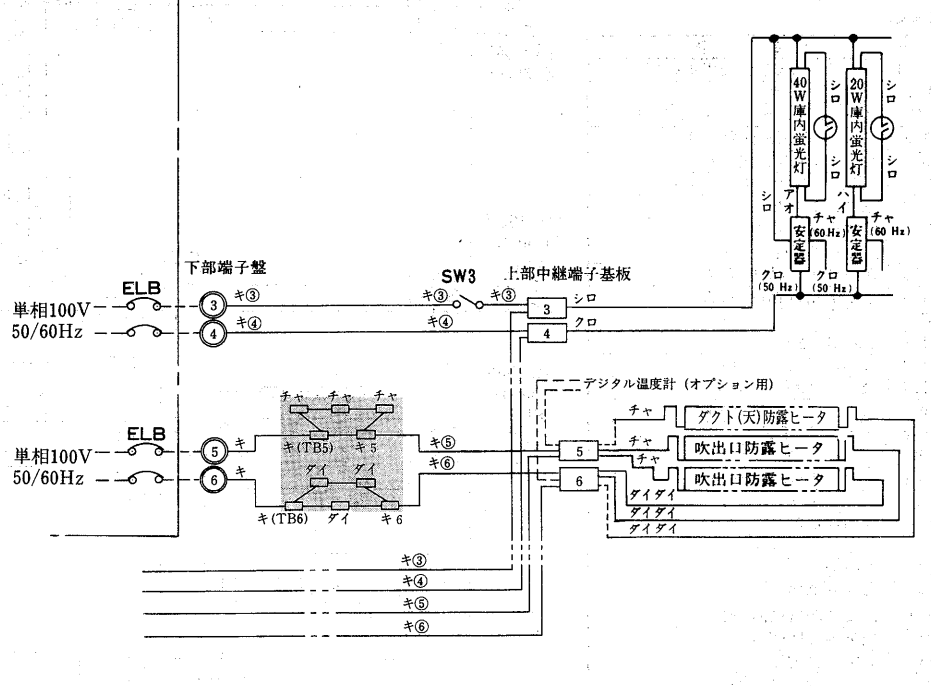 40W庫内蛍光灯
シロ
シロ
20W庫内蛍光灯
シロ
シロ
シロ
アオ
ハイ
安定器
チャ
(60Hz)
安定器
チャ
(60Hz)
クロ
(50Hz)
クロ
(50Hz)
下部端子盤
SW3
上部中継端子基板
ELB
単相100V
50/60Hz
3
キ③
キ③
キ③
3
シロ
4
キ④
キ④
4
クロ
デジタル温度計(オプション用)
チャ
チャ
チャ
チャ
ダクト(天)防露ヒータ
ELB
単相100V
50/60Hz
5
キ
キ(TB5)
キ5
キ⑤
5
チャ
吹出口防露ヒータ
6
キ
ダイ
ダイ
キ⑥
6
チャ
吹出口防露ヒータ
キ(TB6)
ダイ
キ6
ダイダイ
ダイダイ
ダイダイ
キ③
キ④
キ⑤
キ⑥